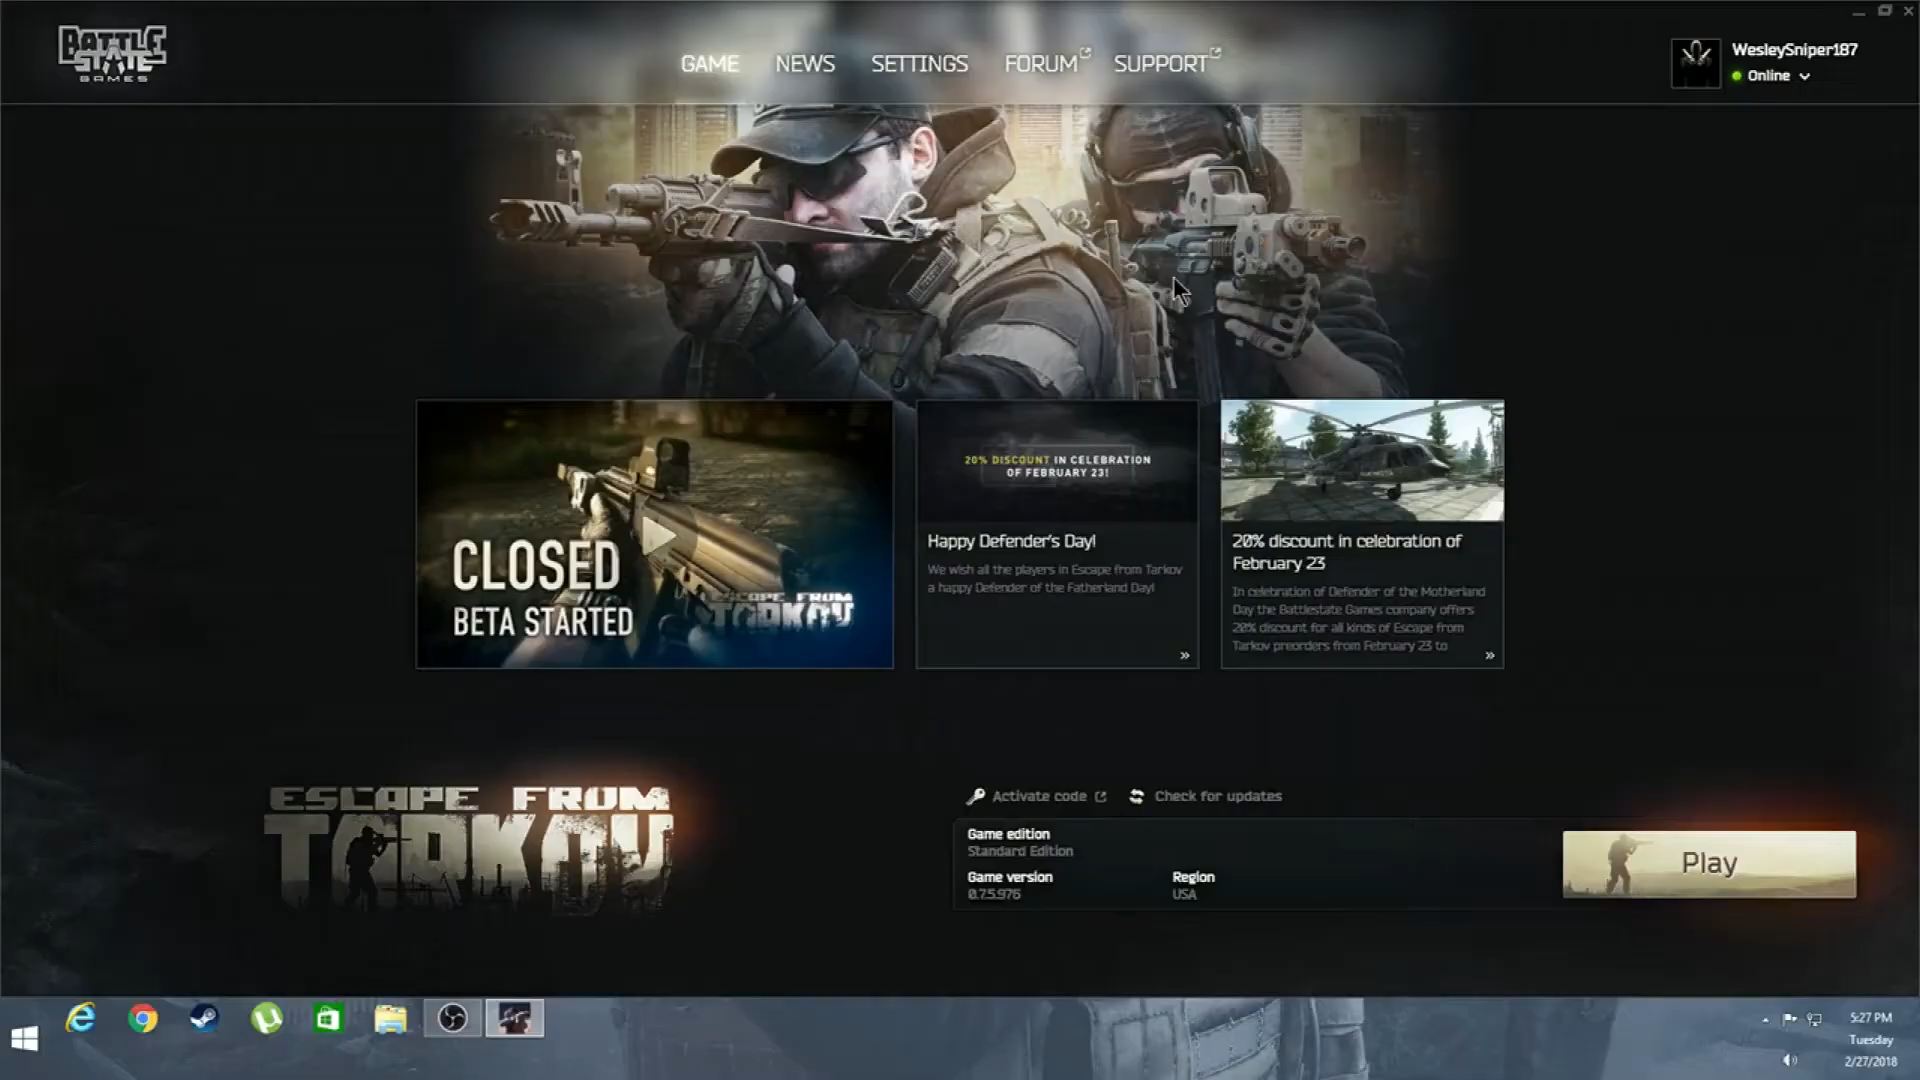 BATTLE
STATE
GAMES
GAME NEWS SETTINGS FORUM SUPPORT
WesleySniper187
Online
CLOSED
BETA STARTED
ESCAPE FROM
TARKOV
20% DISCOUNT IN CELEBRATION
OF FEBRUARY 23!
Happy Defender's Day!
We wish all the players in Escape from Tarkov
a happy Defender of the Fatherland Day!
»
20% discount in celebration of
February 23
In celebration of Defender of the Motherland
Day the Battlestate Games company offers
20% discount for all kinds of Escape from
Tarkov preorders from February 23 to
»
ESCAPE FROM
TARKOV
Activate code Check for updates
Game edition
Standard Edition
Game version Region
0.7.5.976 USA
Play
5:27 PM
Tuesday
2/27/2018